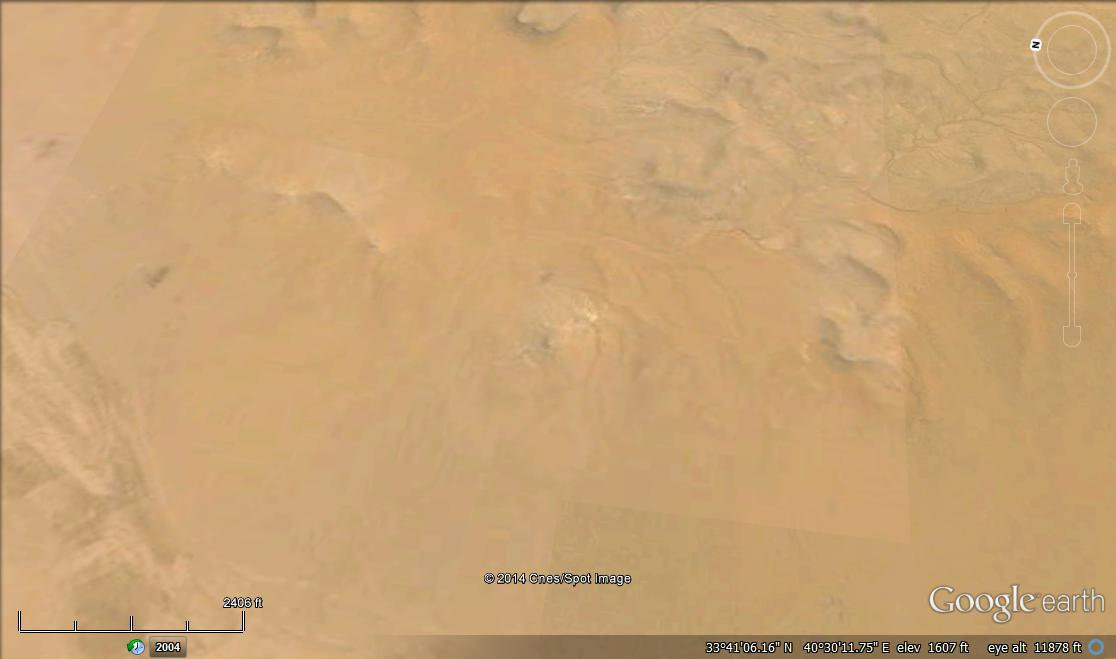 N
© 2014 Cnes/Spot Image
2406 ft
Google earth
2004
33°41'06.16" N 40°30'11.75" E elev 1607 ft eye alt 11878 ft